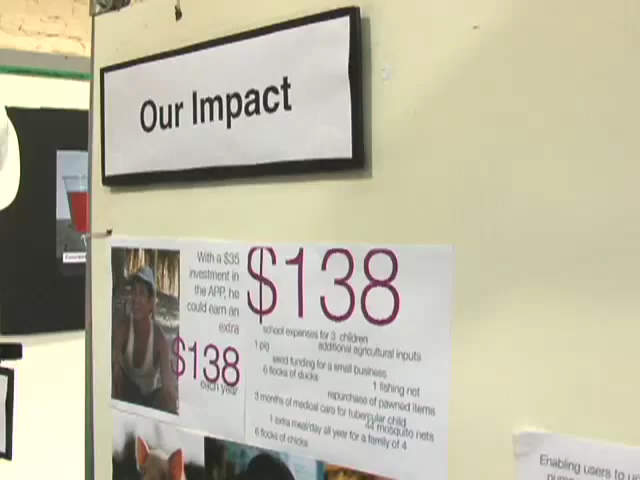 Our Impact
With a $35
investment in
the APP, he
could earn an
extra
$138
each year
$138
school expenses for 3 children
1 pig
additional agricultural inputs
seed funding for a small business
6 flocks of ducks
1 fishing net
repurchase of pawned items
3 months of medical care for tubercular child
44 mosquito nets
1 extra meal/day all year for a family of 4
6 flocks of chicks
Enabling users to